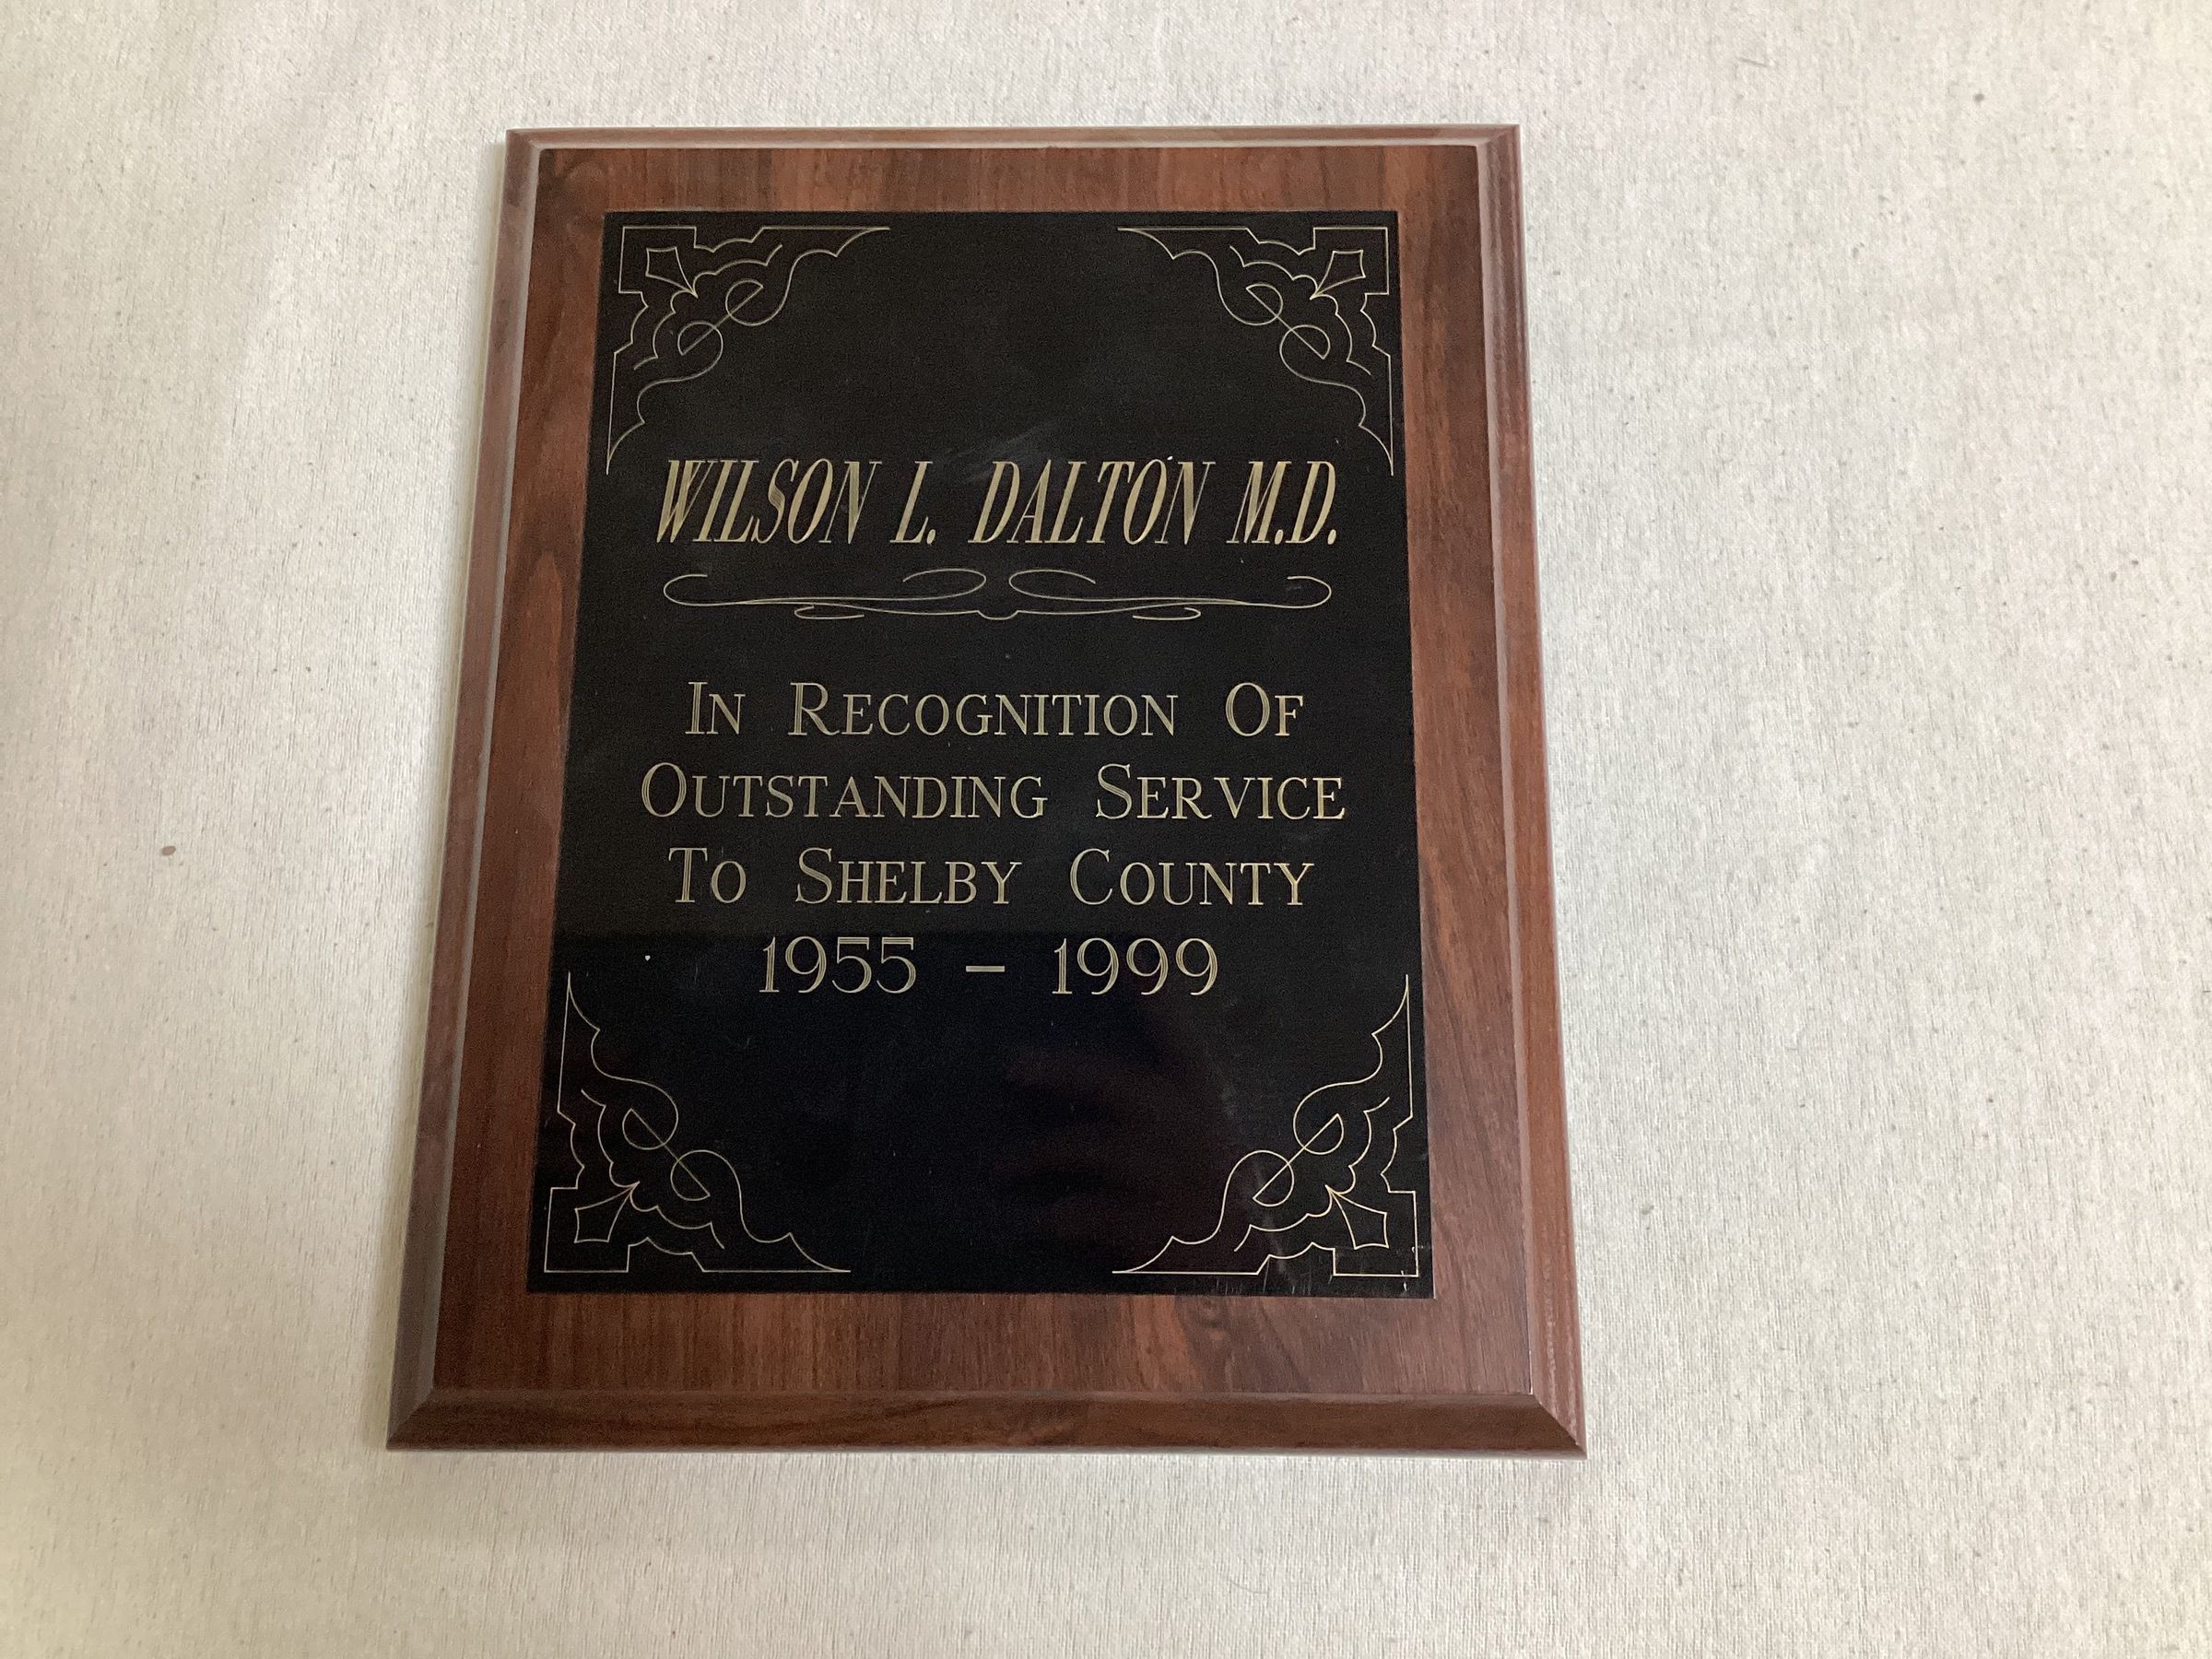 WILSON L. DALTON M.D.
IN RECOGNITION OF
OUTSTANDING SERVICE
TO SHELBY COUNTY
1955 – 1999